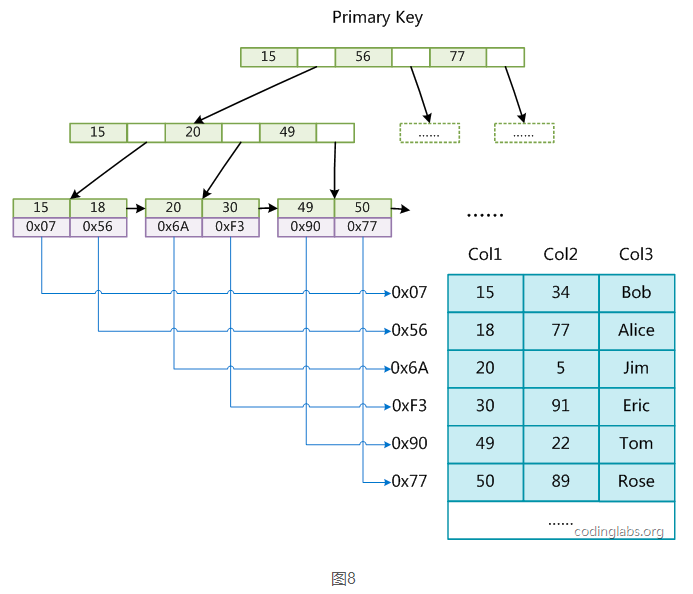 Primary Key
15 56 77
15 20 49
...... ......
15 18 20 30 49 50
0x07 0x56 0x6A 0xF3 0x90 0x77
......
Col1 Col2 Col3
0x07 15 34 Bob
0x56 18 77 Alice
0x6A 20 5 Jim
0xF3 30 91 Eric
0x90 49 22 Tom
0x77 50 89 Rose
......
codinglabs.org
图8